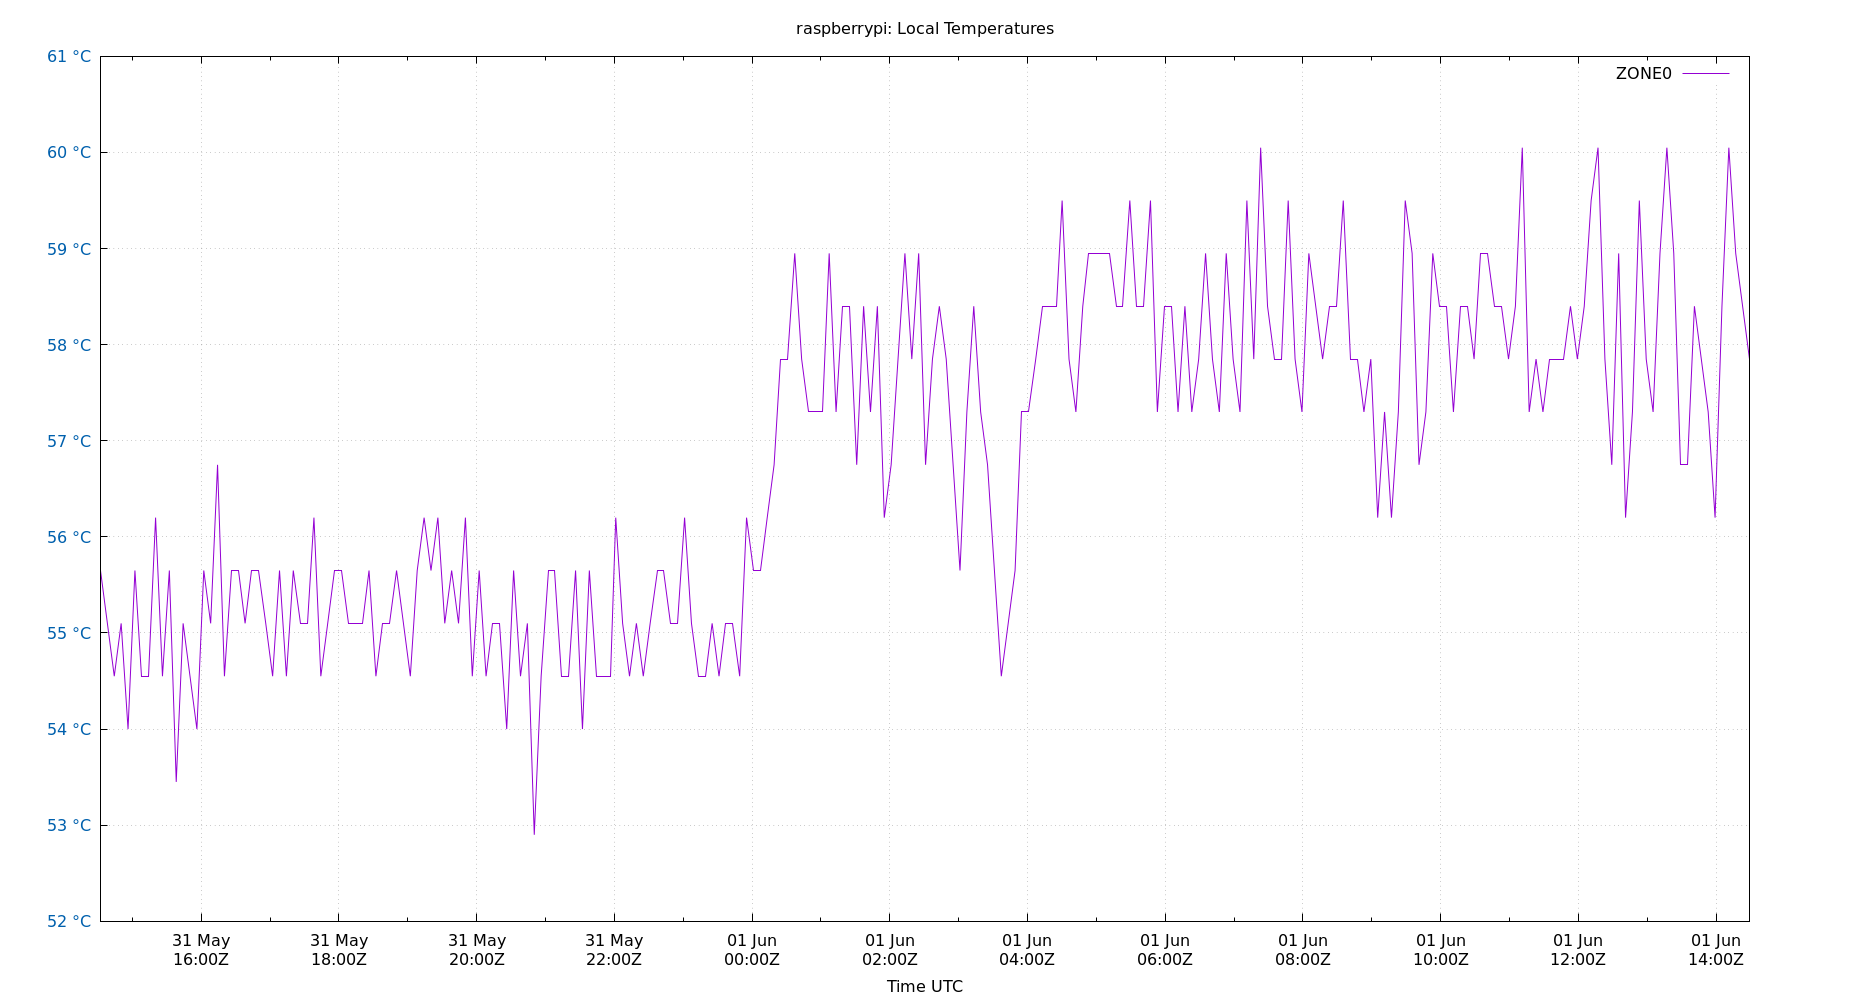 raspberrypi: Local Temperatures
61 °C
ZONE0
60 °C
59 °C
58 °C
57 °C
56 °C
55 °C
54 °C
53 °C
52 °C
31 May 31 May 31 May 31 May 01 Jun 01 Jun 01 Jun 01 Jun 01 Jun 01 Jun 01 Jun 01 Jun
16:00Z 18:00Z 20:00Z 22:00Z 00:00Z 02:00Z 04:00Z 06:00Z 08:00Z 10:00Z 12:00Z 14:00Z
Time UTC